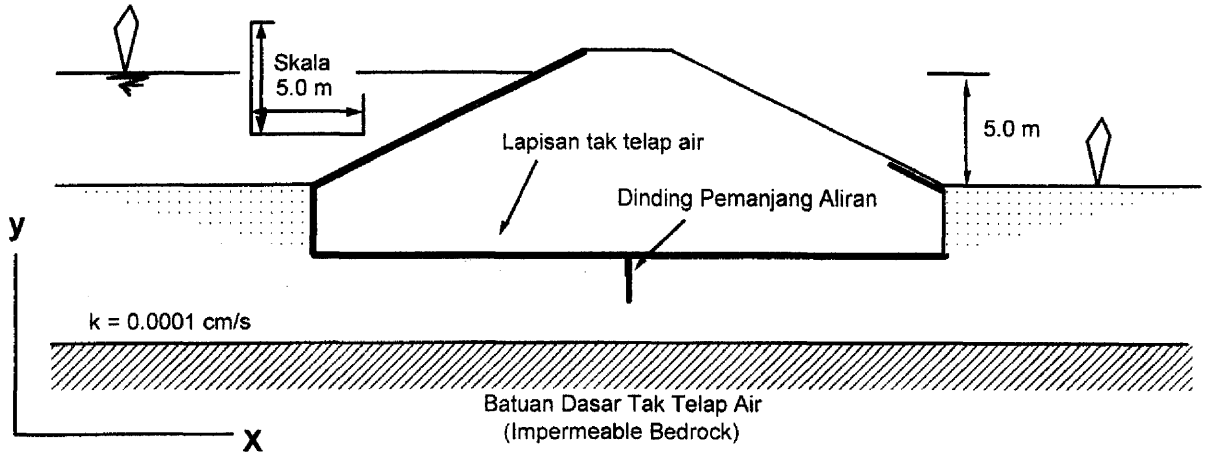 Skala
5.0 m
5.0 m
Lapisan tak telap air
Dinding Pemanjang Aliran
y
k = 0.0001 cm/s
Batuan Dasar Tak Telap Air
(Impermeable Bedrock)
X